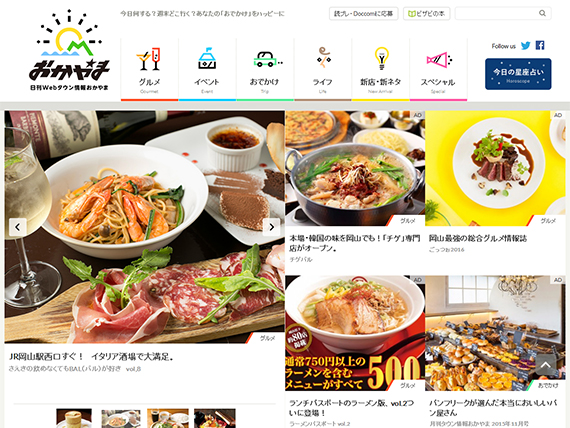 今日何する？週末どこ行く？あなたの「おでかけ」をハッピーに
読プレ・Doccomに応募
ビザビの本
おかやま
日刊Webタウン情報おかやま
Follow us
グルメ
Gourmet
イベント
Event
おでかけ
Trip
ライフ
Life
新店・新ネタ
New Arrival
スペシャル
Special
今日の星座占い
Horoscope
AD
AD
グルメ
グルメ
本場・韓国の味を岡山でも！「チゲ」専門
店がオープン。
チゲバル
岡山最強の総合グルメ情報誌
ごっつぉ2016
AD
AD
グルメ
JR岡山駅西口すぐ！　イタリア酒場で大満足。
さえきの飲めなくてもBAL（バル）が好き　vol,8
約80店
掲載
通常750円以上の
ラーメンを含む
メニューがすべて
500
グルメ
おでかけ
ランチパスポートのラーメン版、vol.2つ
いに登場！
ラーメンパスポート vol.2
パンフリークが選んだ本当においしいパ
ン屋さん
月刊タウン情報おかやま 2015年11月号